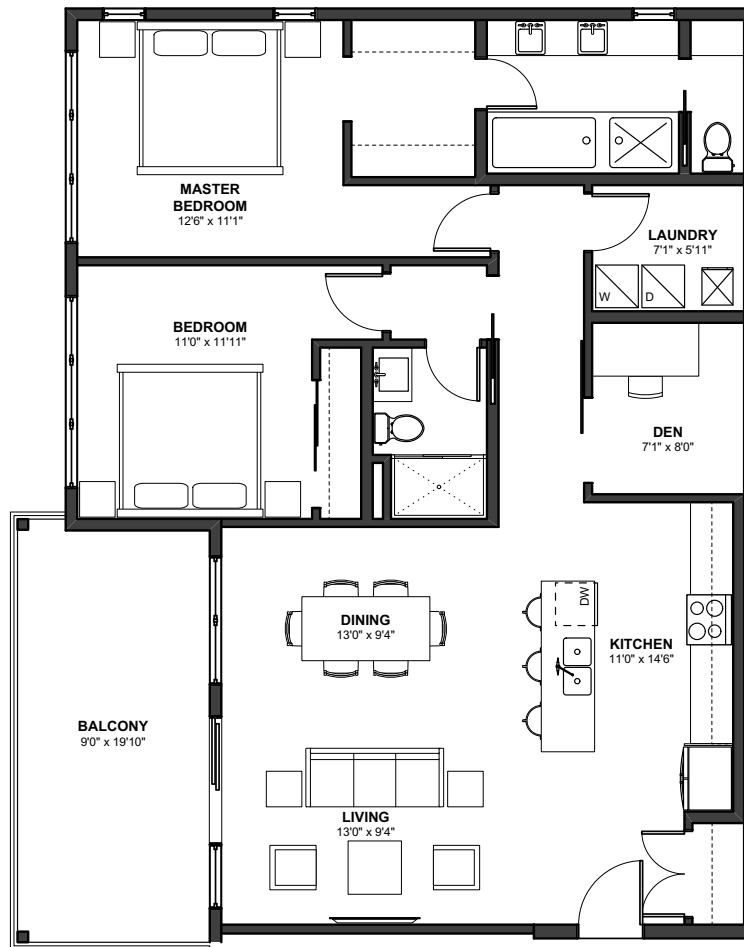 MASTER
BEDROOM
12'6" x 11'1"
LAUNDRY
7'1" x 5'11"
W
D
BEDROOM
11'0" x 11'11"
DEN
7'1" x 8'0"
DINING
13'0" x 9'4"
DW
KITCHEN
11'0" x 14'6"
BALCONY
9'0" x 19'10"
LIVING
13'0" x 9'4"